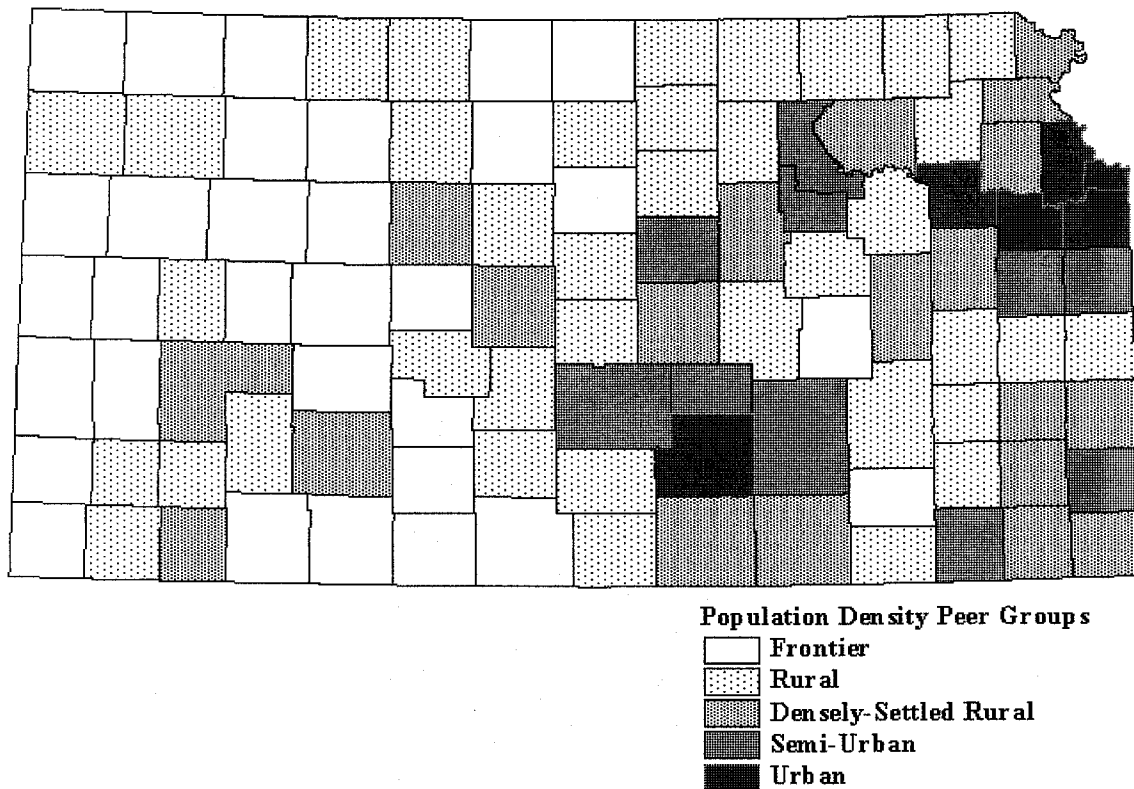 Population Density Peer Groups
Frontier
Rural
Densely-Settled Rural
Semi-Urban
Urban